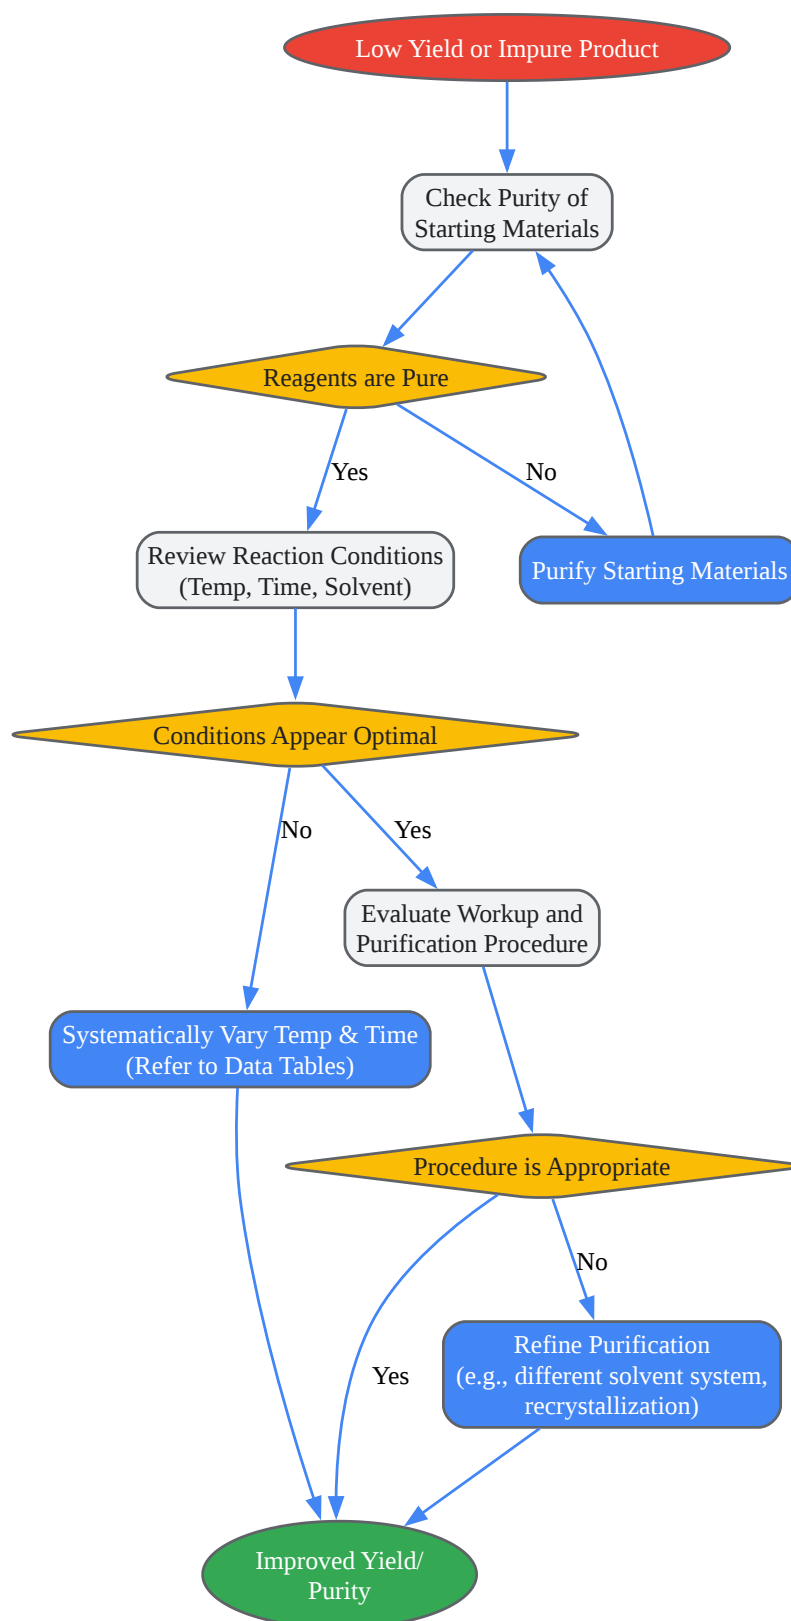 Low Yield or Impure Product
Check Purity of
Starting Materials
Reagents are Pure
Yes
No
Review Reaction Conditions
(Temp, Time, Solvent)
Purify Starting Materials
Conditions Appear Optimal
No
Yes
Evaluate Workup and
Purification Procedure
Systematically Vary Temp & Time
(Refer to Data Tables)
Procedure is Appropriate
No
Yes
Refine Purification
(e.g., different solvent system,
recrystallization)
Improved Yield/
Purity